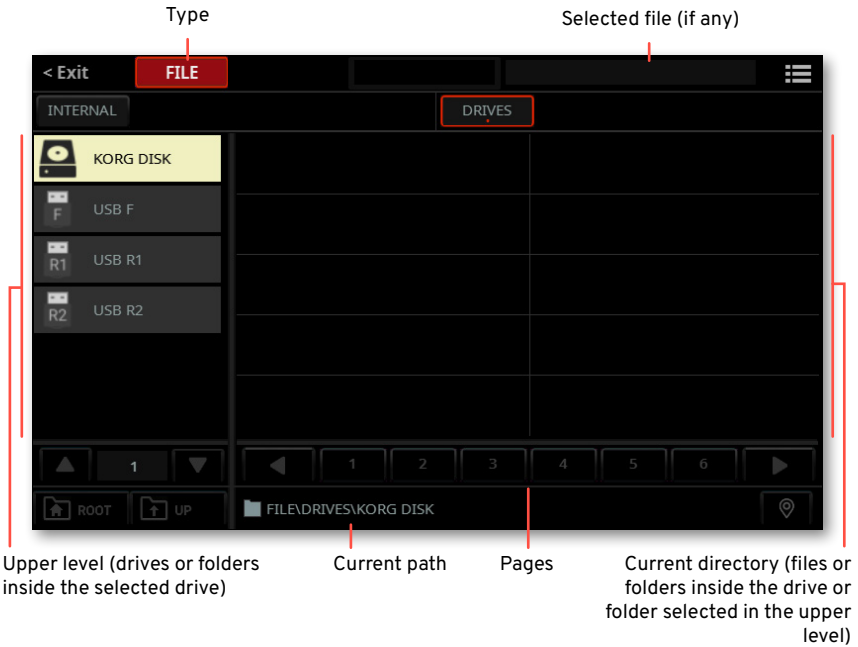 Type
Selected file (if any)
< Exit
FILE
INTERNAL
DRIVES
KORG DISK
F
USB F
R1
USB R1
R2
USB R2
1
1
2
3
4
5
6
ROOT
UP
FILE\DRIVES\KORG DISK
Upper level (drives or folders
inside the selected drive)
Current path
Pages
Current directory (files or
folders inside the drive or
folder selected in the upper
level)